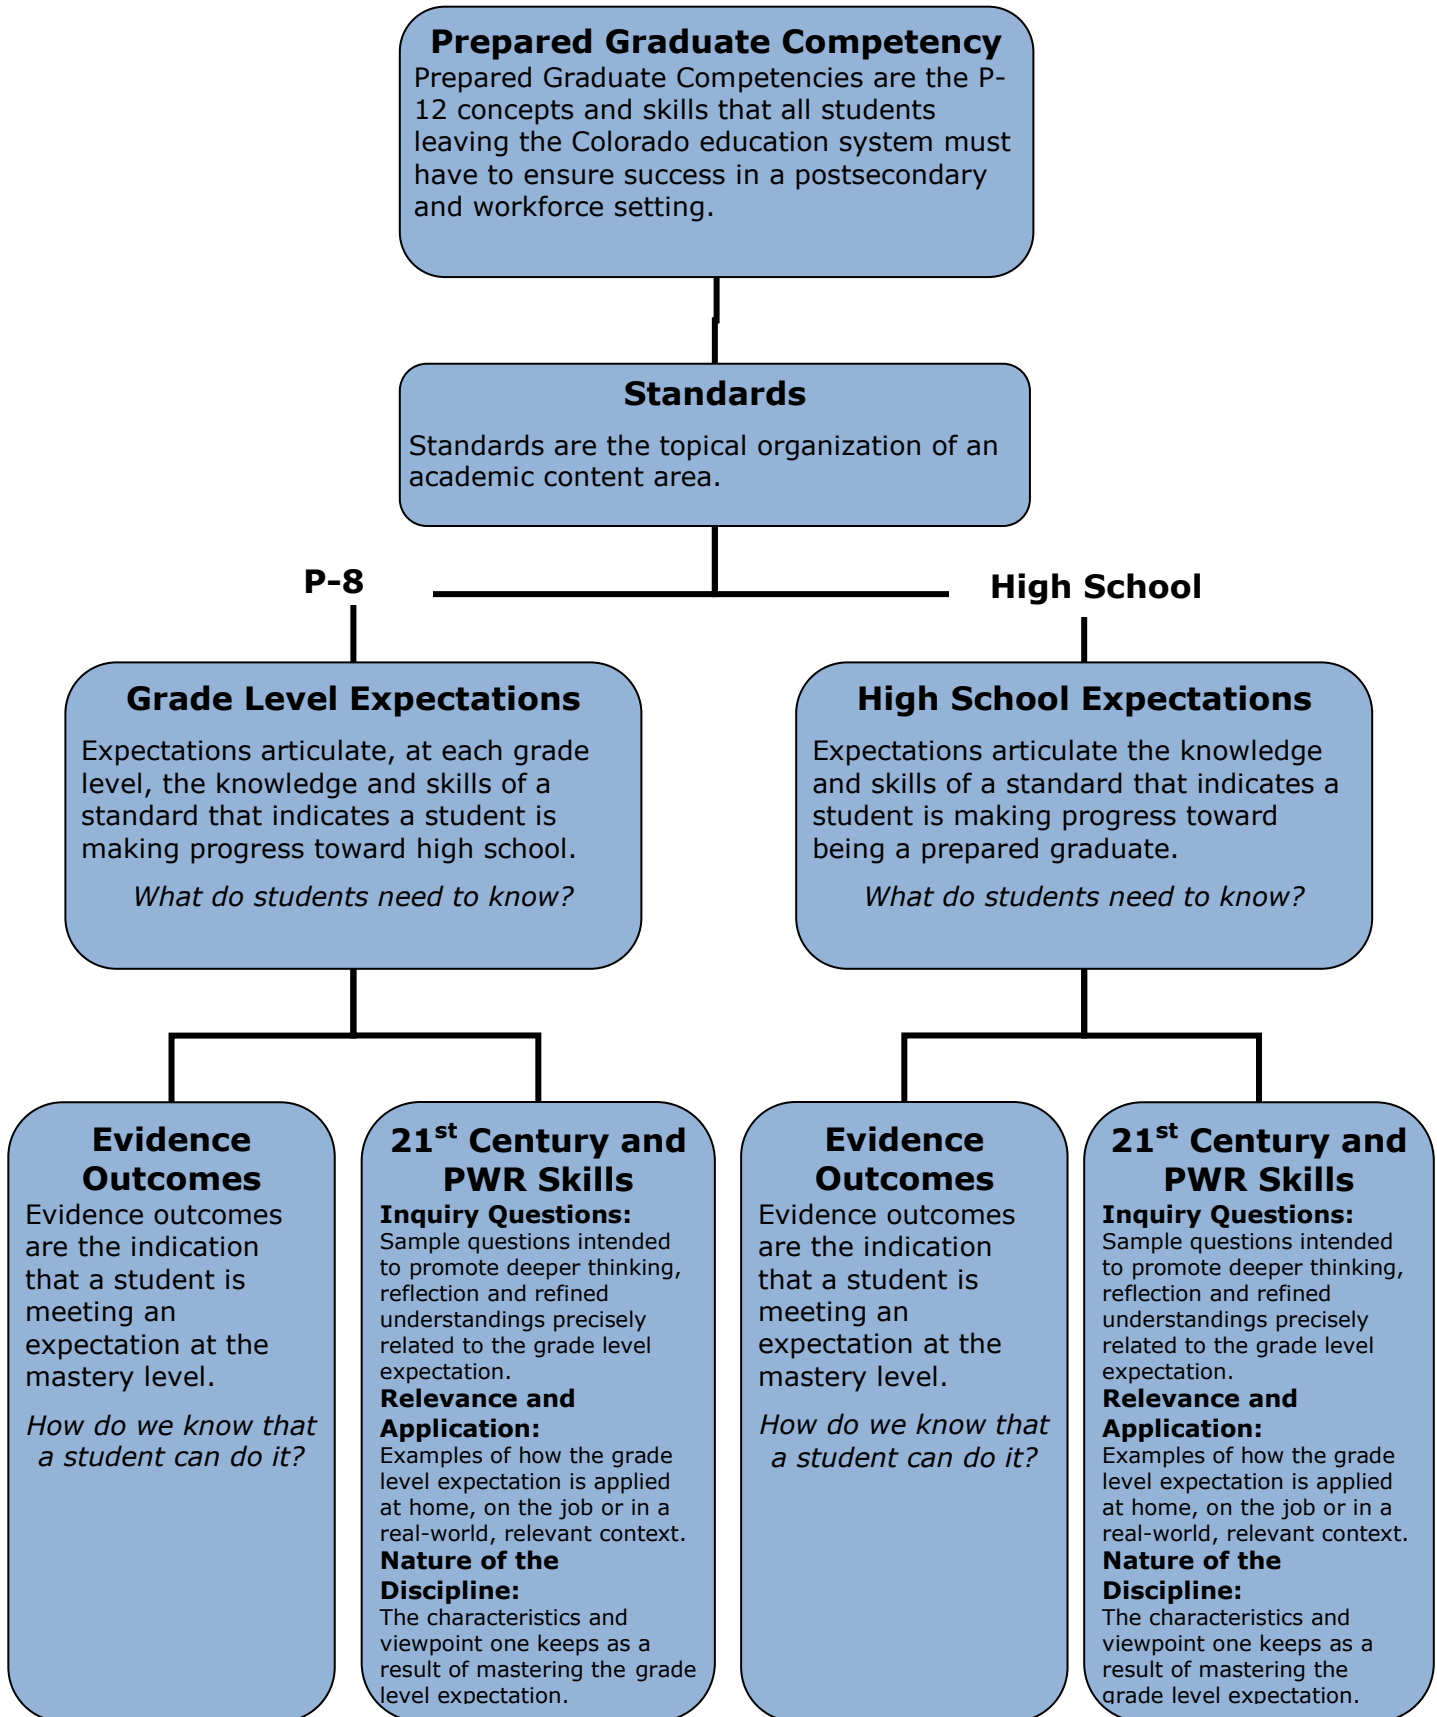 Prepared Graduate Competency
Prepared Graduate Competencies are the P-
12 concepts and skills that all students
leaving the Colorado education system must
have to ensure success in a postsecondary
and workforce setting.
Standards
Standards are the topical organization of an
academic content area.
P-8
High School
Grade Level Expectations
Expectations articulate, at each grade
level, the knowledge and skills of a
standard that indicates a student is
making progress toward high school.
What do students need to know?
High School Expectations
Expectations articulate the knowledge
and skills of a standard that indicates a
student is making progress toward
being a prepared graduate.
What do students need to know?
Evidence
Outcomes
Evidence outcomes
are the indication
that a student is
meeting an
expectation at the
mastery level.
How do we know that
a student can do it?
21st Century and
PWR Skills
Inquiry Questions:
Sample questions intended
to promote deeper thinking,
reflection and refined
understandings precisely
related to the grade level
expectation.
Relevance and
Application:
Examples of how the grade
level expectation is applied
at home, on the job or in a
real-world, relevant context.
Nature of the
Discipline:
The characteristics and
viewpoint one keeps as a
result of mastering the grade
level expectation.
Evidence
Outcomes
Evidence outcomes
are the indication
that a student is
meeting an
expectation at the
mastery level.
How do we know that
a student can do it?
21st Century and
PWR Skills
Inquiry Questions:
Sample questions intended
to promote deeper thinking,
reflection and refined
understandings precisely
related to the grade level
expectation.
Relevance and
Application:
Examples of how the grade
level expectation is applied
at home, on the job or in a
real-world, relevant context.
Nature of the
Discipline:
The characteristics and
viewpoint one keeps as a
result of mastering the
grade level expectation.